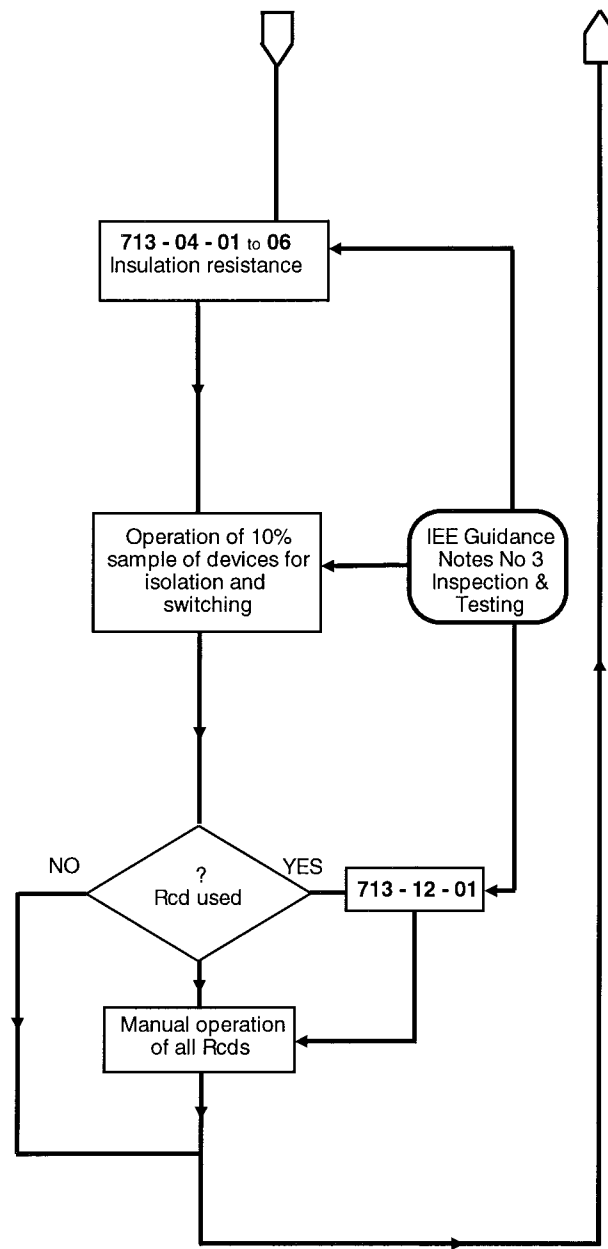 713 - 04 - 01 to 06
Insulation resistance
Operation of 10%
sample of devices for
isolation and
switching
IEE Guidance
Notes No 3
Inspection &
Testing
NO
?
Rcd used
YES
713 - 12 - 01
Manual operation
of all Rcds